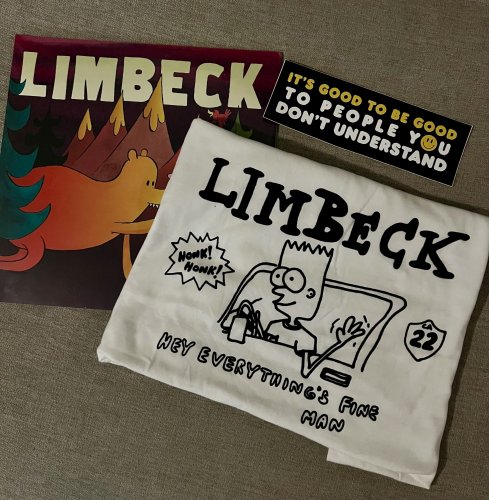 LIMBECK
IT'S GOOD TO BE GOOD
TO PEOPLE YOU
DON'T UNDERSTAND
LIMBECK
HONK!
HONK!
CA
22
HEY EVERYTHING'S FINE
MAN